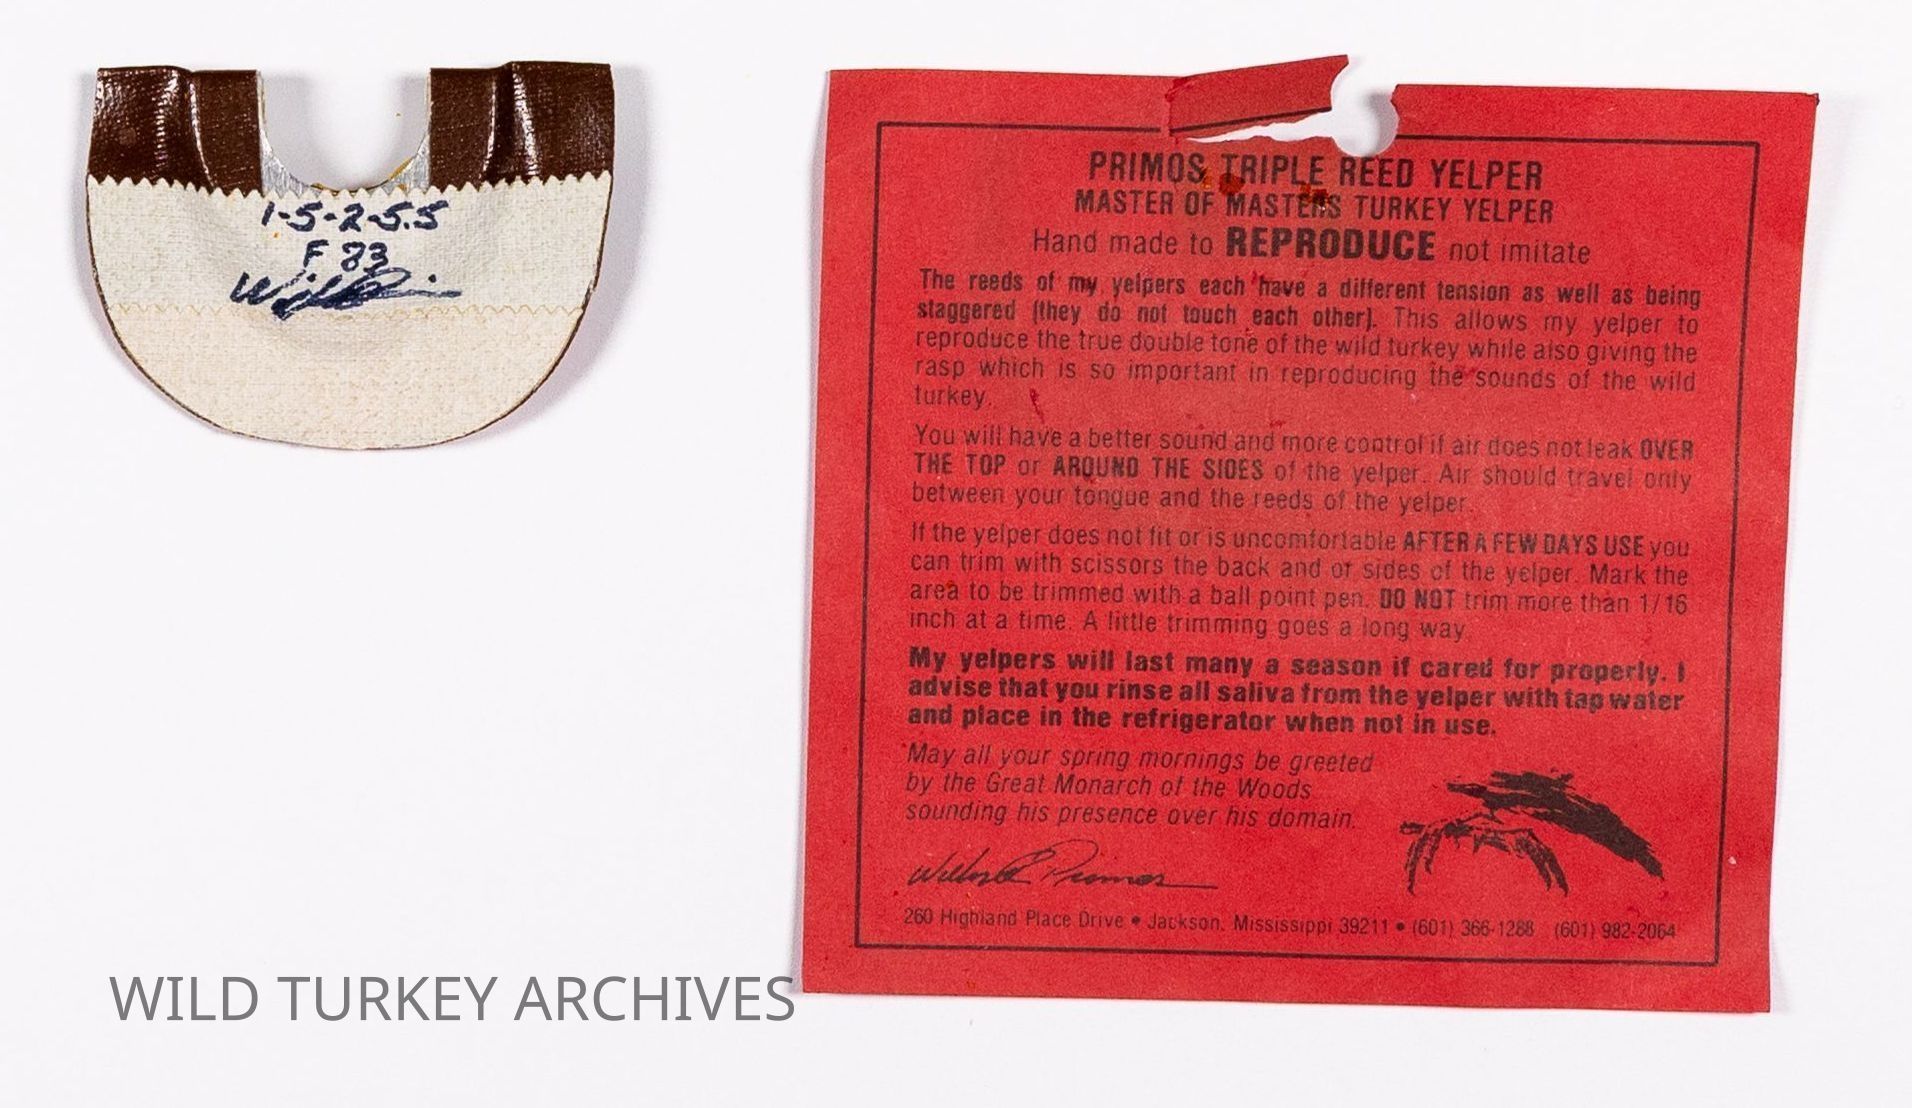 1-5-2-5.5
F 83
PRIMOS TRIPLE REED YELPER
MASTER OF MASTERS TURKEY YELPER
Hand made to REPRODUCE not imitate
The reeds of my yelpers each have a different tension as well as being
staggered (they do not touch each other). This allows my yelper to
reproduce the true double tone of the wild turkey while also giving the
rasp which is so important in reproducing the sounds of the wild
turkey.
You will have a better sound and more control if air does not leak OVER
THE TOP or AROUND THE SIDES of the yelper. Air should travel only
between your tongue and the reeds of the yelper.
If the yelper does not fit or is uncomfortable AFTER A FEW DAYS USE you
can trim with scissors the back and or sides of the yelper. Mark the
area to be trimmed with a ball point pen. DO NOT trim more than 1/16
inch at a time. A little trimming goes a long way.
My yelpers will last many a season if cared for properly. I
advise that you rinse all saliva from the yelper with tap water
and place in the refrigerator when not in use.
May all your spring mornings be greeted
by the Great Monarch of the Woods
sounding his presence over his domain.
Wilbur Primos
260 Highland Place Drive • Jackson, Mississippi 39211 • (601) 366-1288 (601) 982-2064
WILD TURKEY ARCHIVES